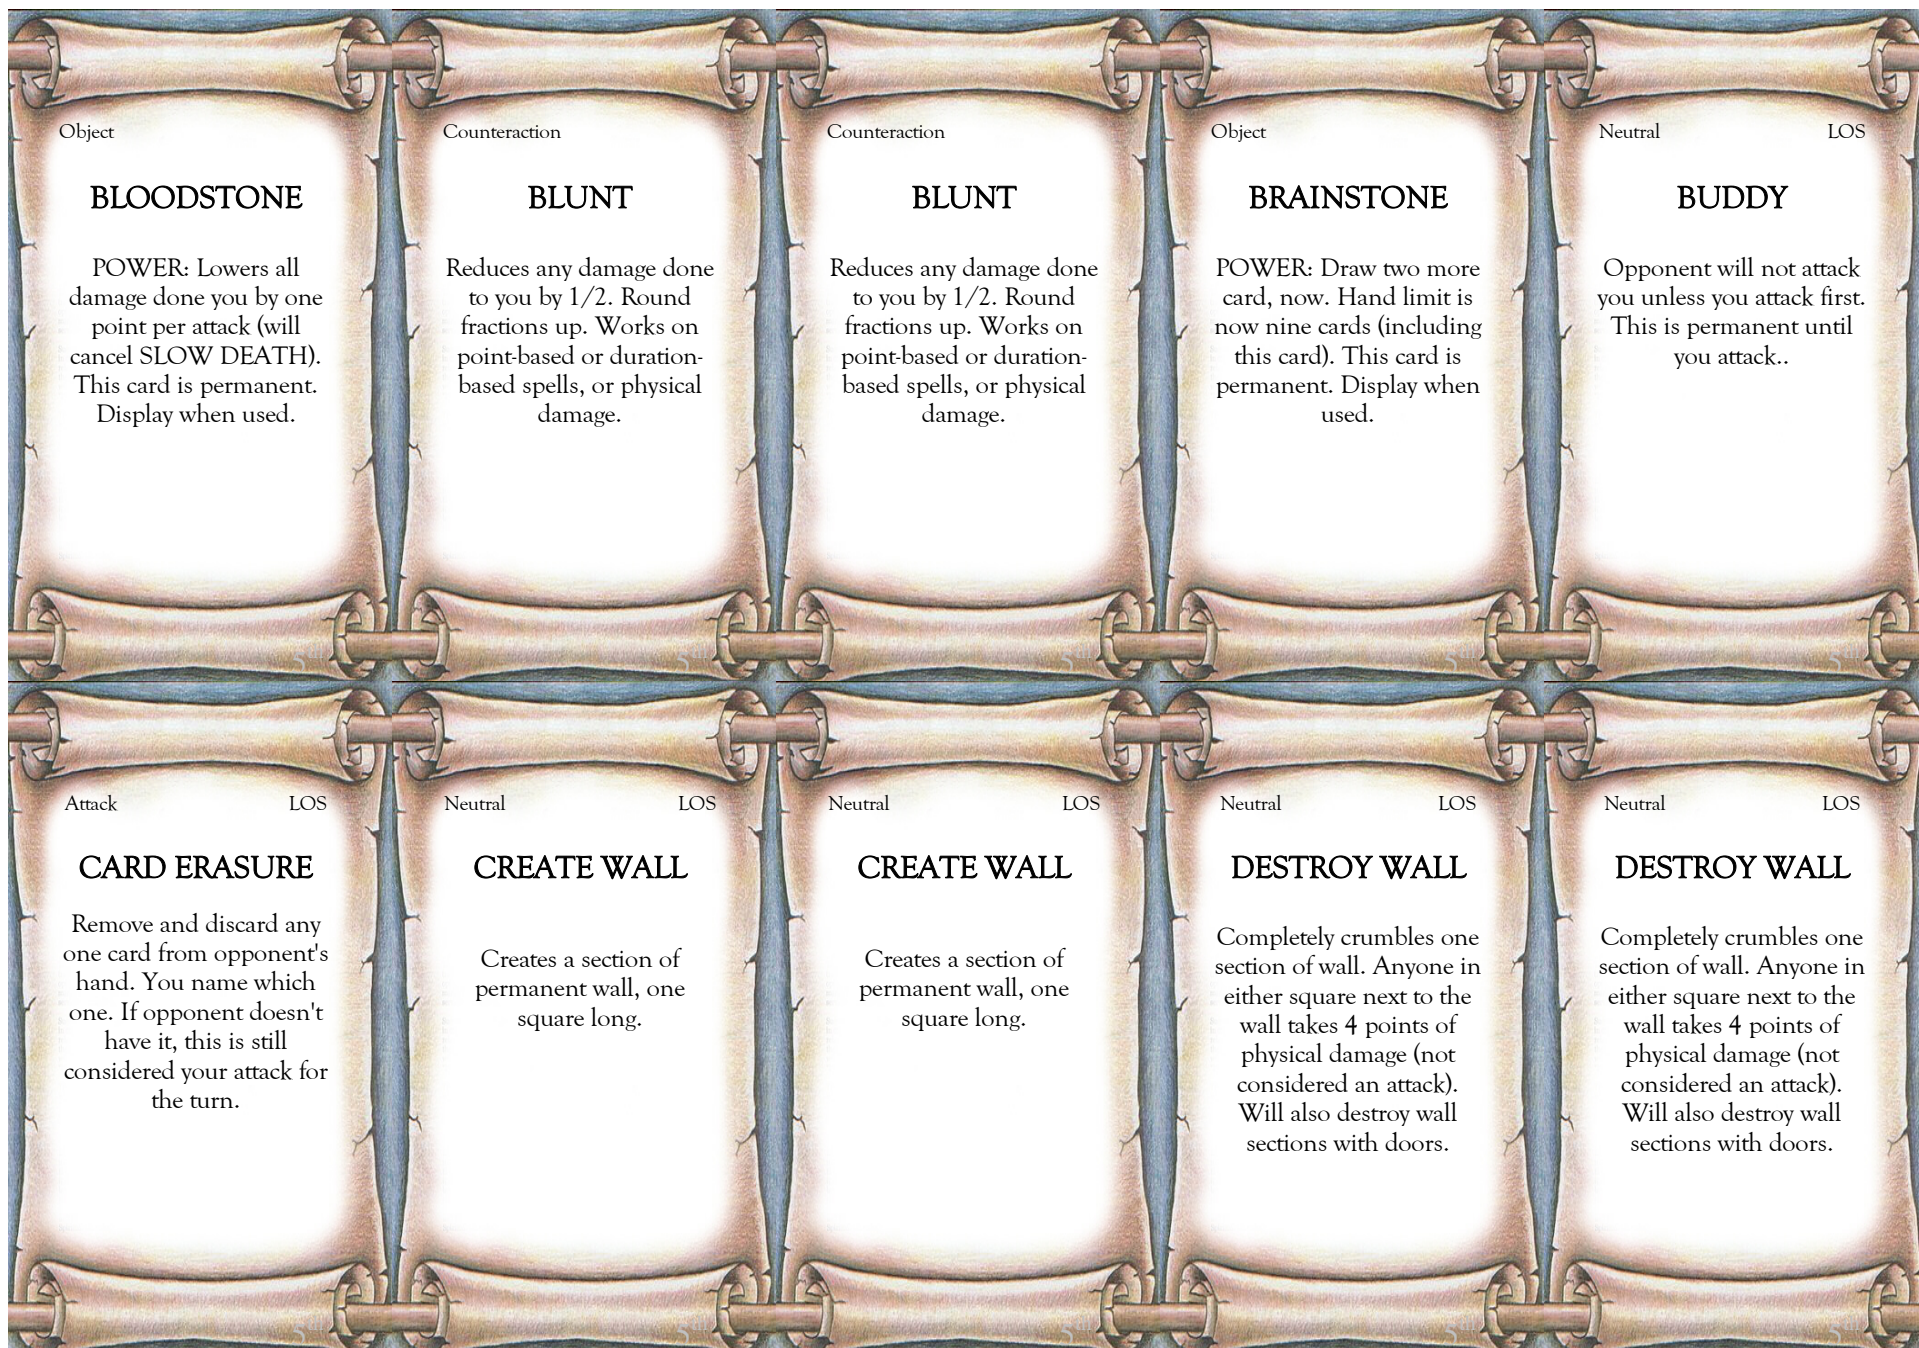 Object
BLOODSTONE
POWER: Lowers all
damage done you by one
point per attack (will
cancel SLOW DEATH).
This card is permanent.
Display when used.
Counteraction
BLUNT
Reduces any damage done
to you by 1/2. Round
fractions up. Works on
point-based or duration-
based spells, or physical
damage.
Counteraction
BLUNT
Reduces any damage done
to you by 1/2. Round
fractions up. Works on
point-based or duration-
based spells, or physical
damage.
Object
BRAINSTONE
POWER: Draw two more
card, now. Hand limit is
now nine cards (including
this card). This card is
permanent. Display when
used.
Neutral LOS
BUDDY
Opponent will not attack
you unless you attack first.
This is permanent until
you attack..
Attack LOS
CARD ERASURE
Remove and discard any
one card from opponent's
hand. You name which
one. If opponent doesn't
have it, this is still
considered your attack for
the turn.
Neutral LOS
CREATE WALL
Creates a section of
permanent wall, one
square long.
Neutral LOS
CREATE WALL
Creates a section of
permanent wall, one
square long.
Neutral LOS
DESTROY WALL
Completely crumbles one
section of wall. Anyone in
either square next to the
wall takes 4 points of
physical damage (not
considered an attack).
Will also destroy wall
sections with doors.
Neutral LOS
DESTROY WALL
Completely crumbles one
section of wall. Anyone in
either square next to the
wall takes 4 points of
physical damage (not
considered an attack).
Will also destroy wall
sections with doors.